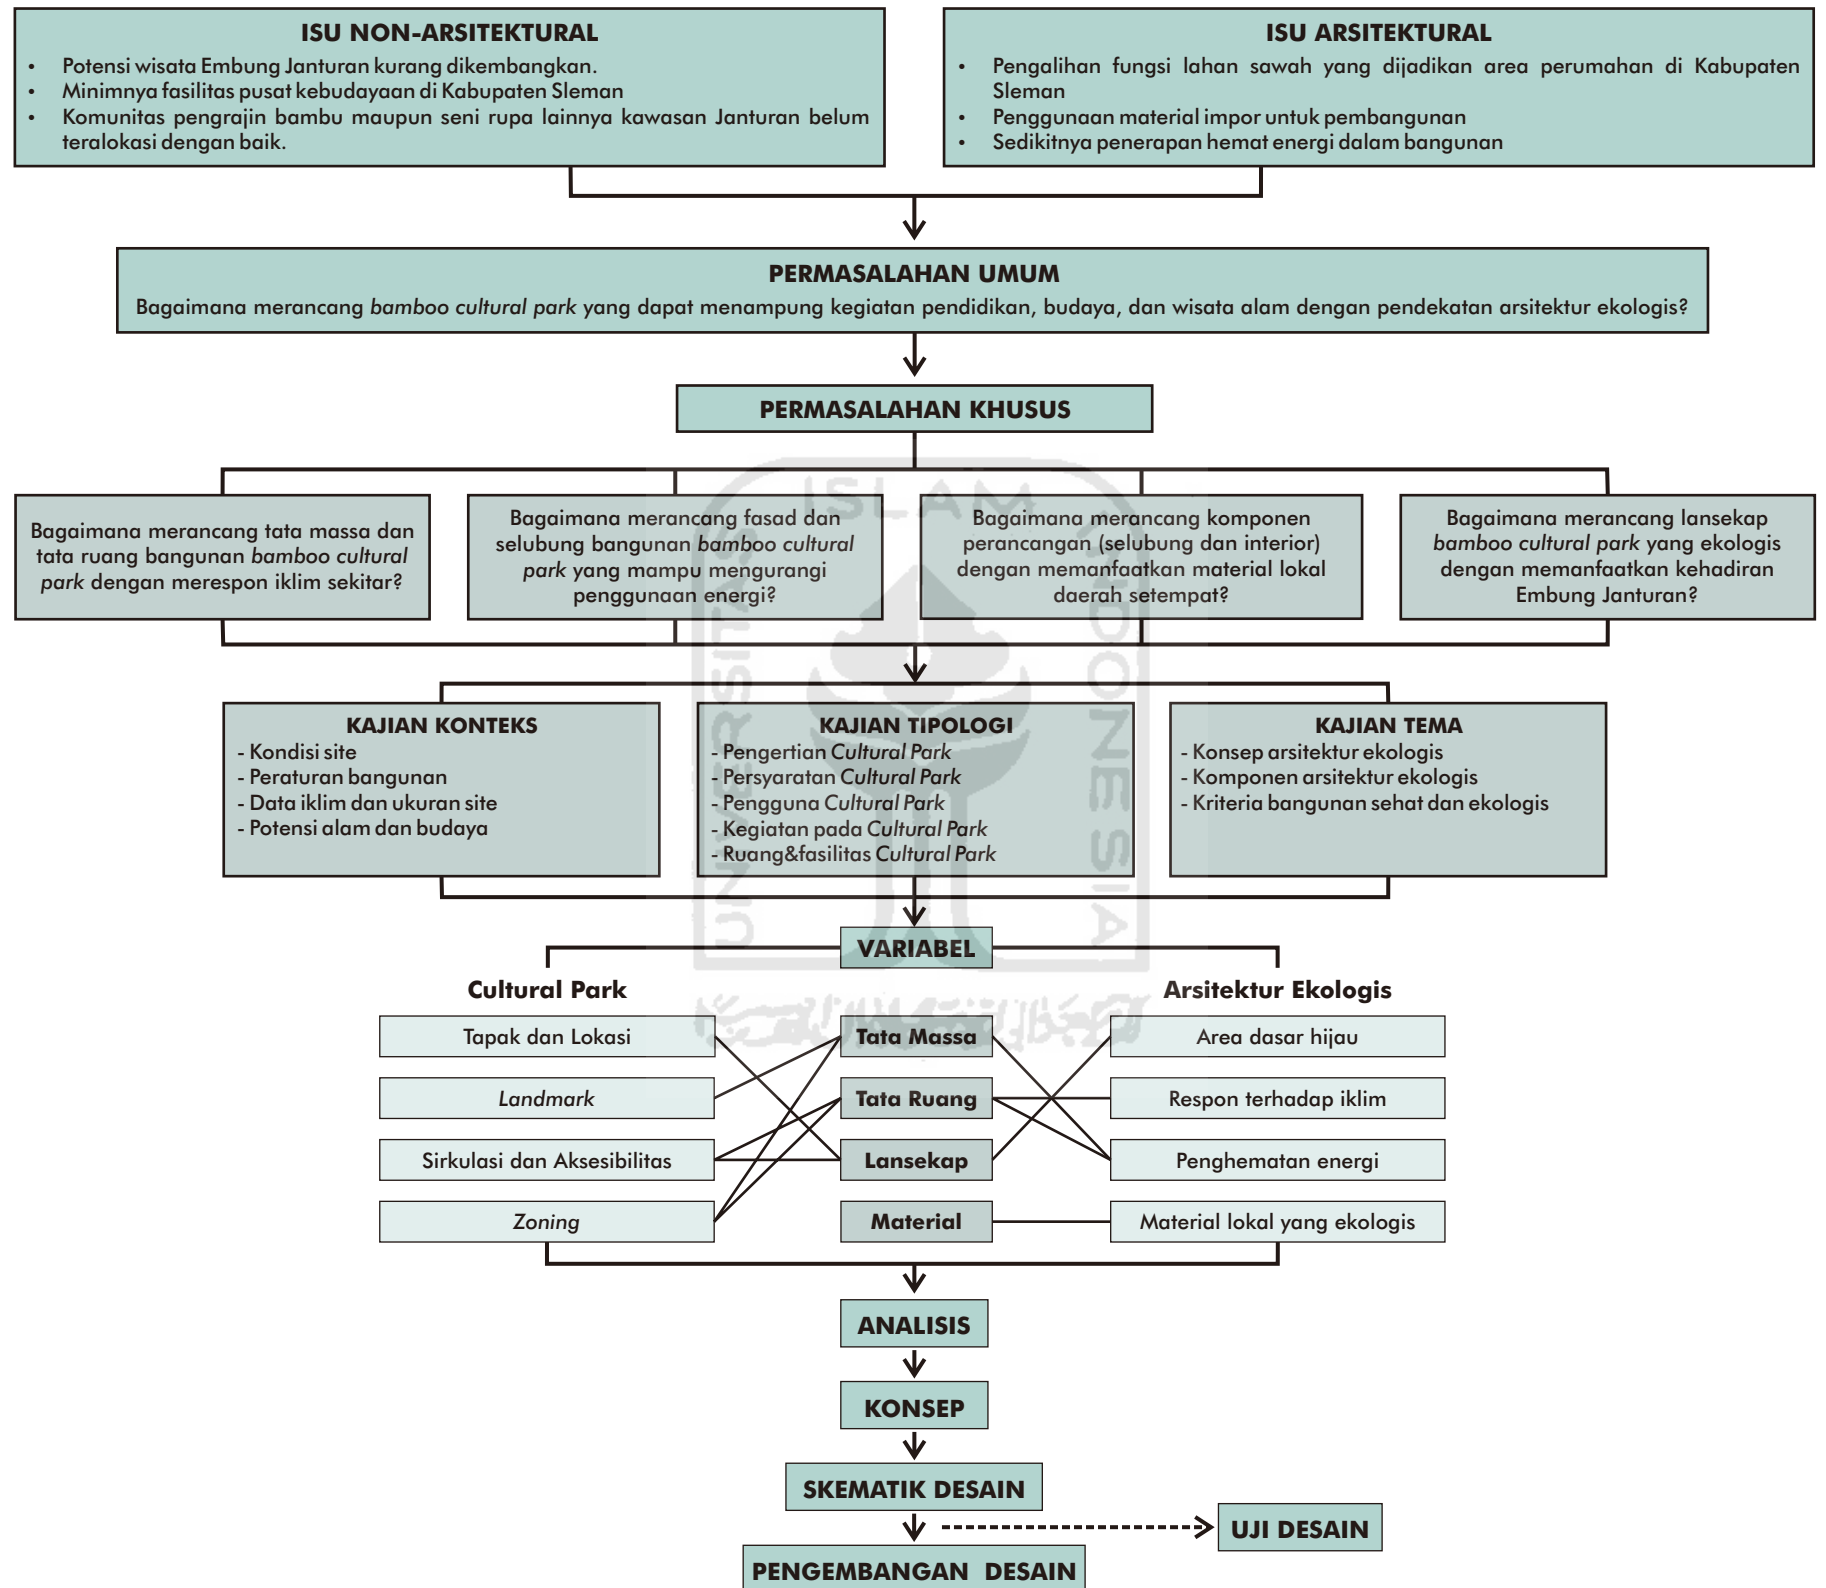 ISU NON-ARSITEKTURAL
• Potensi wisata Embung Janturan kurang dikembangkan.
• Minimnya fasilitas pusat kebudayaan di Kabupaten Sleman
• Komunitas pengrajin bambu maupun seni rupa lainnya kawasan Janturan belum
teralokasi dengan baik.
ISU ARSITEKTURAL
• Pengalihan fungsi lahan sawah yang dijadikan area perumahan di Kabupaten
Sleman
• Penggunaan material impor untuk pembangunan
• Sedikitnya penerapan hemat energi dalam bangunan
PERMASALAHAN UMUM
Bagaimana merancang bamboo cultural park yang dapat menampung kegiatan pendidikan, budaya, dan wisata alam dengan pendekatan arsitektur ekologis?
PERMASALAHAN KHUSUS
Bagaimana merancang tata massa dan
tata ruang bangunan bamboo cultural
park dengan merespon iklim sekitar?
Bagaimana merancang fasad dan
selubung bangunan bamboo cultural
park yang mampu mengurangi
penggunaan energi?
Bagaimana merancang komponen
perancangan (selubung dan interior)
dengan memanfaatkan material lokal
daerah setempat?
Bagaimana merancang lansekap
bamboo cultural park yang ekologis
dengan memanfaatkan kehadiran
Embung Janturan?
KAJIAN KONTEKS
- Kondisi site
- Peraturan bangunan
- Data iklim dan ukuran site
- Potensi alam dan budaya
KAJIAN TIPOLOGI
- Pengertian Cultural Park
- Persyaratan Cultural Park
- Pengguna Cultural Park
- Kegiatan pada Cultural Park
- Ruang&fasilitas Cultural Park
KAJIAN TEMA
- Konsep arsitektur ekologis
- Komponen arsitektur ekologis
- Kriteria bangunan sehat dan ekologis
VARIABEL
Cultural Park
Tapak dan Lokasi
Landmark
Sirkulasi dan Aksesibilitas
Zoning
Tata Massa
Tata Ruang
Lansekap
Material
Arsitektur Ekologis
Area dasar hijau
Respon terhadap iklim
Penghematan energi
Material lokal yang ekologis
ANALISIS
KONSEP
SKEMATIK DESAIN
UJI DESAIN
PENGEMBANGAN DESAIN
UNIVERSITAS
ISLAM
INDONESIA